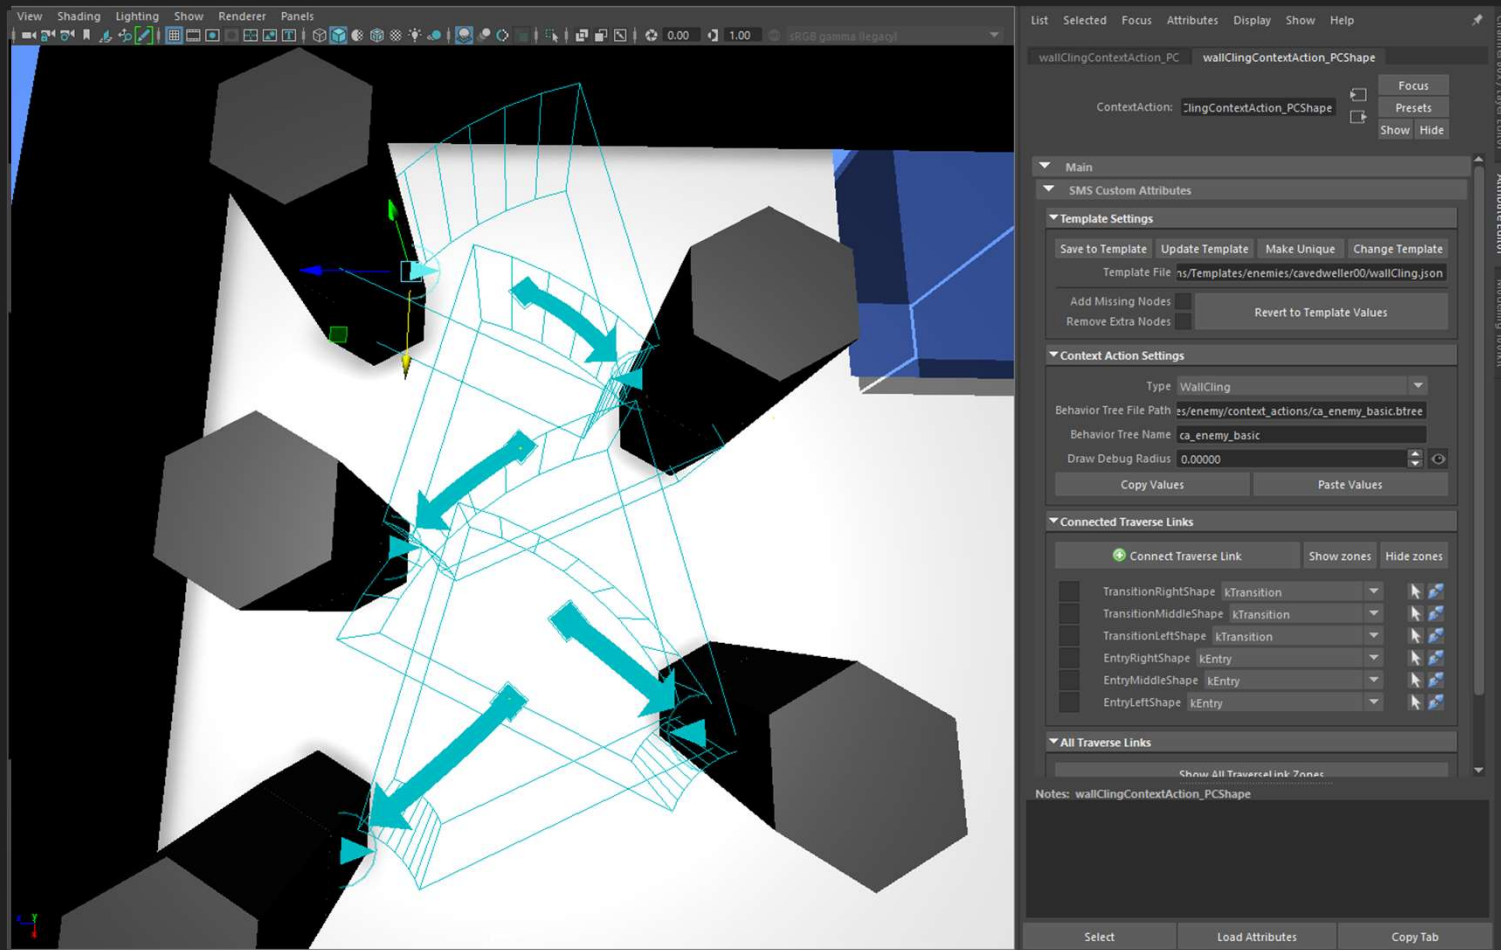 View Shading Lighting Show Renderer Panels
0.00 1.00 sRGB gamma (legacy)
List Selected Focus Attributes Display Show Help
wallClingContextAction_PC wallClingContextAction_PCShape
Focus
ContextAction: ClingContextAction_PCShape Presets
Show Hide
Main
SMS Custom Attributes
Template Settings
Save to Template Update Template Make Unique Change Template
Template File ns/Templates/enemies/cavedweller00/wallCling.json
Add Missing Nodes
Remove Extra Nodes
Revert to Template Values
Context Action Settings
Type WallCling
Behavior Tree File Path es/enemy/context_actions/ca_enemy_basic.btree
Behavior Tree Name ca_enemy_basic
Draw Debug Radius 0.00000
Copy Values Paste Values
Connected Traverse Links
Connect Traverse Link Show zones Hide zones
TransitionRightShape kTransition
TransitionMiddleShape kTransition
TransitionLeftShape kTransition
EntryRightShape kEntry
EntryMiddleShape kEntry
EntryLeftShape kEntry
All Traverse Links
Show All TraverseLink Zones
Notes: wallClingContextAction_PCShape
Select Load Attributes Copy Tab